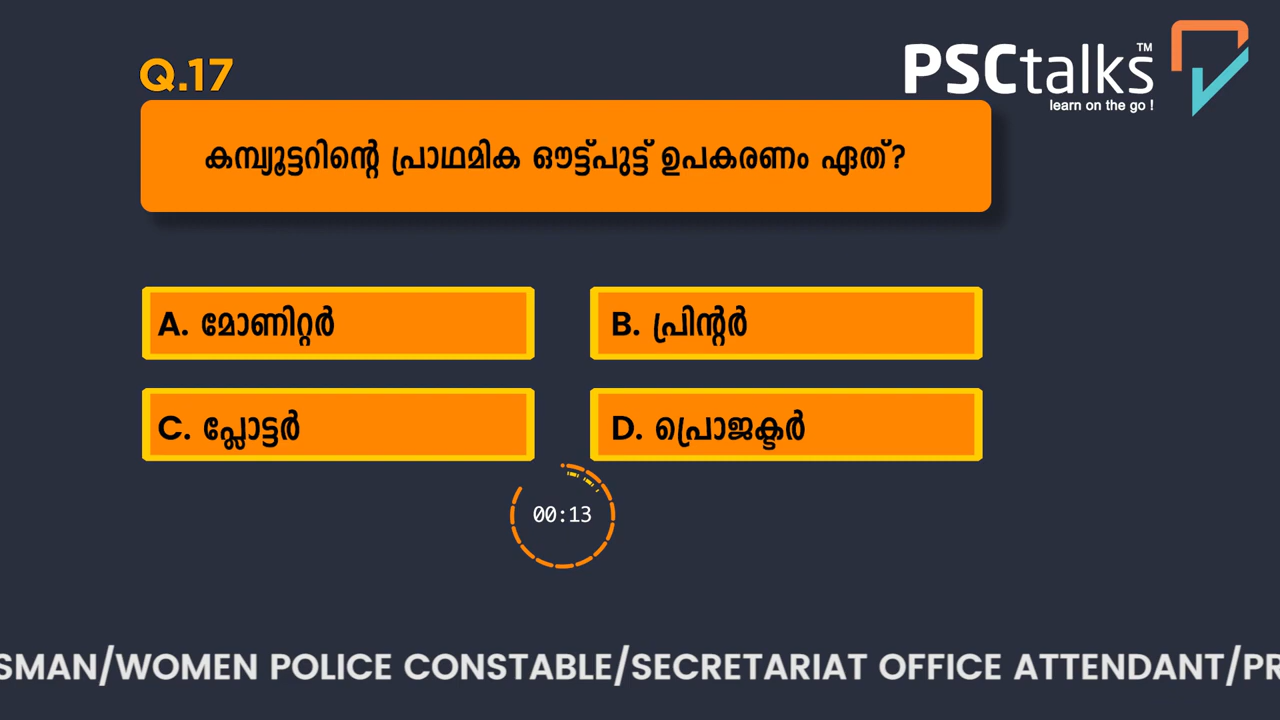 Q.17
PSCtalks™
learn on the go !
കമ്പ്യൂട്ടറിന്റെ പ്രാഥമിക ഔട്ട്പുട്ട് ഉപകരണം ഏത്?
A. മോണിറ്റർ
B. പ്രിന്റർ
C. പ്ലോട്ടർ
D. പ്രൊജക്ടർ
00:13
SMAN/WOMEN POLICE CONSTABLE/SECRETARIAT OFFICE ATTENDANT/PR